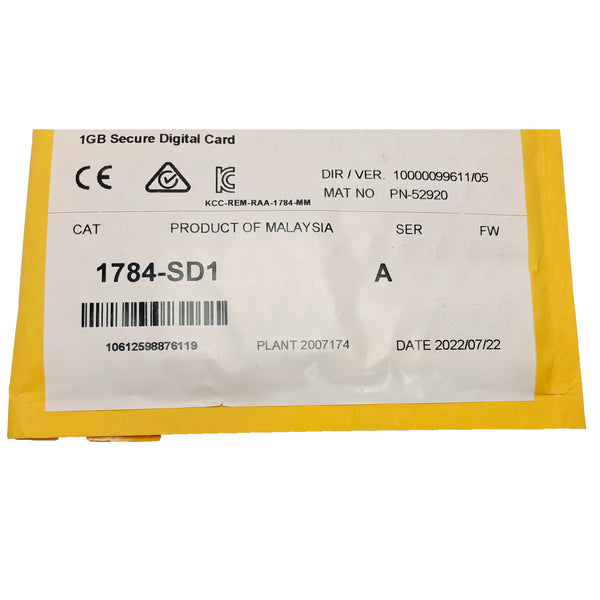 1GB Secure Digital Card
CE
KC
KCC-REM-RAA-1784-MM
DIR / VER. 10000099611/05
MAT NO PN-52920
CAT PRODUCT OF MALAYSIA SER FW
1784-SD1 A
10612598876119 PLANT 2007174 DATE 2022/07/22